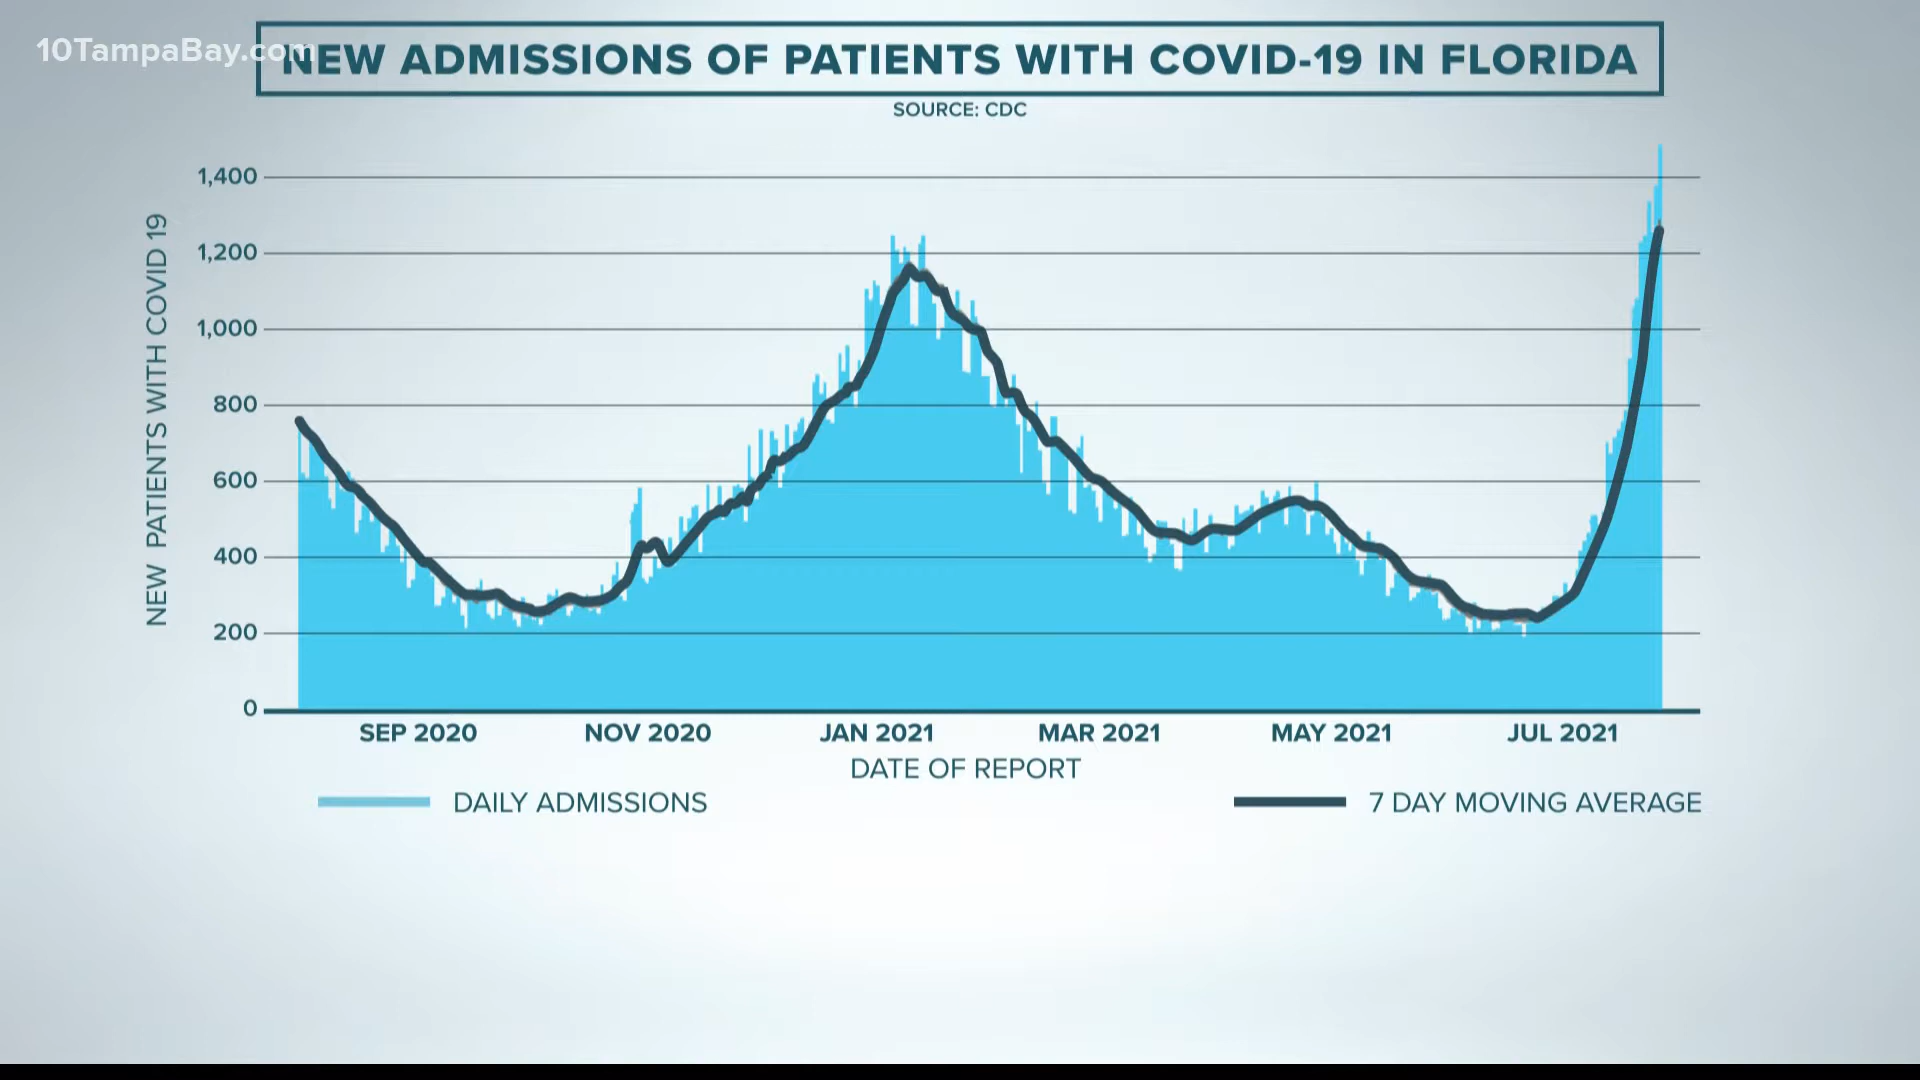 10TampaBay.com
NEW ADMISSIONS OF PATIENTS WITH COVID-19 IN FLORIDA
SOURCE: CDC
NEW PATIENTS WITH COVID 19
1,400
1,200
1,000
800
600
400
200
0
SEP 2020 NOV 2020 JAN 2021 MAR 2021 MAY 2021 JUL 2021
DATE OF REPORT
DAILY ADMISSIONS 7 DAY MOVING AVERAGE